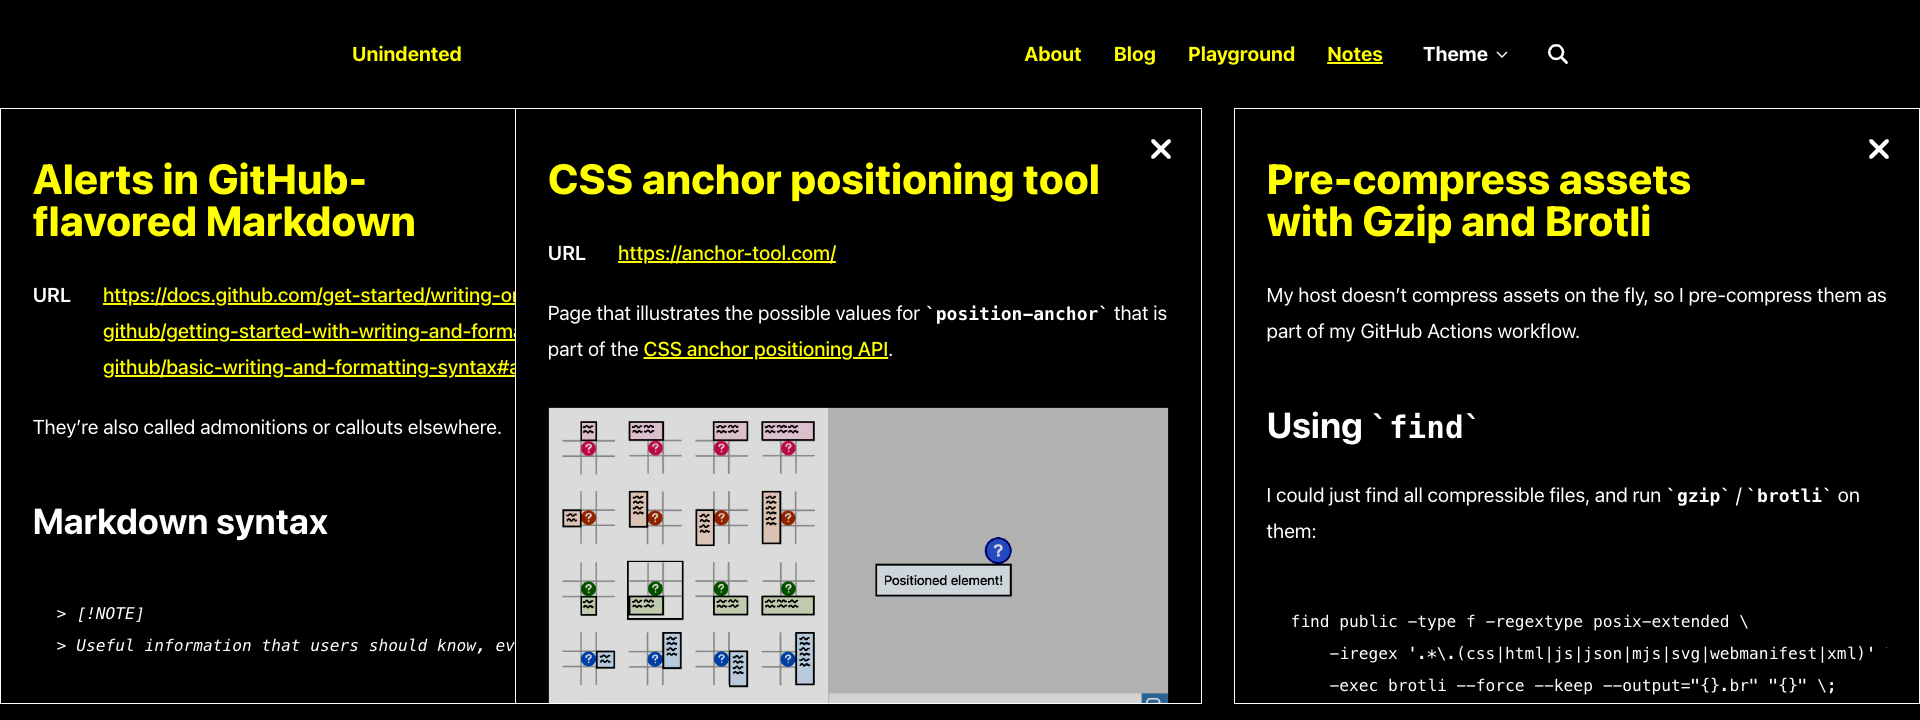 Unindented
About Blog Playground Notes Theme
Alerts in GitHub-
flavored Markdown
URL https://docs.github.com/get-started/writing-on
github/getting-started-with-writing-and-forma
github/basic-writing-and-formatting-syntax#a
They’re also called admonitions or callouts elsewhere.
Markdown syntax
> [!NOTE]
> Useful information that users should know, ev
CSS anchor positioning tool
URL https://anchor-tool.com/
Page that illustrates the possible values for `position-anchor` that is
part of the CSS anchor positioning API.
?
Positioned element!
Pre-compress assets
with Gzip and Brotli
My host doesn’t compress assets on the fly, so I pre-compress them as
part of my GitHub Actions workflow.
Using `find`
I could just find all compressible files, and run `gzip` / `brotli` on
them:
find public -type f -regextype posix-extended \
-iregex '.*\.(css|html|js|json|mjs|svg|webmanifest|xml)'
-exec brotli --force --keep --output="{}.br" "{}" \;